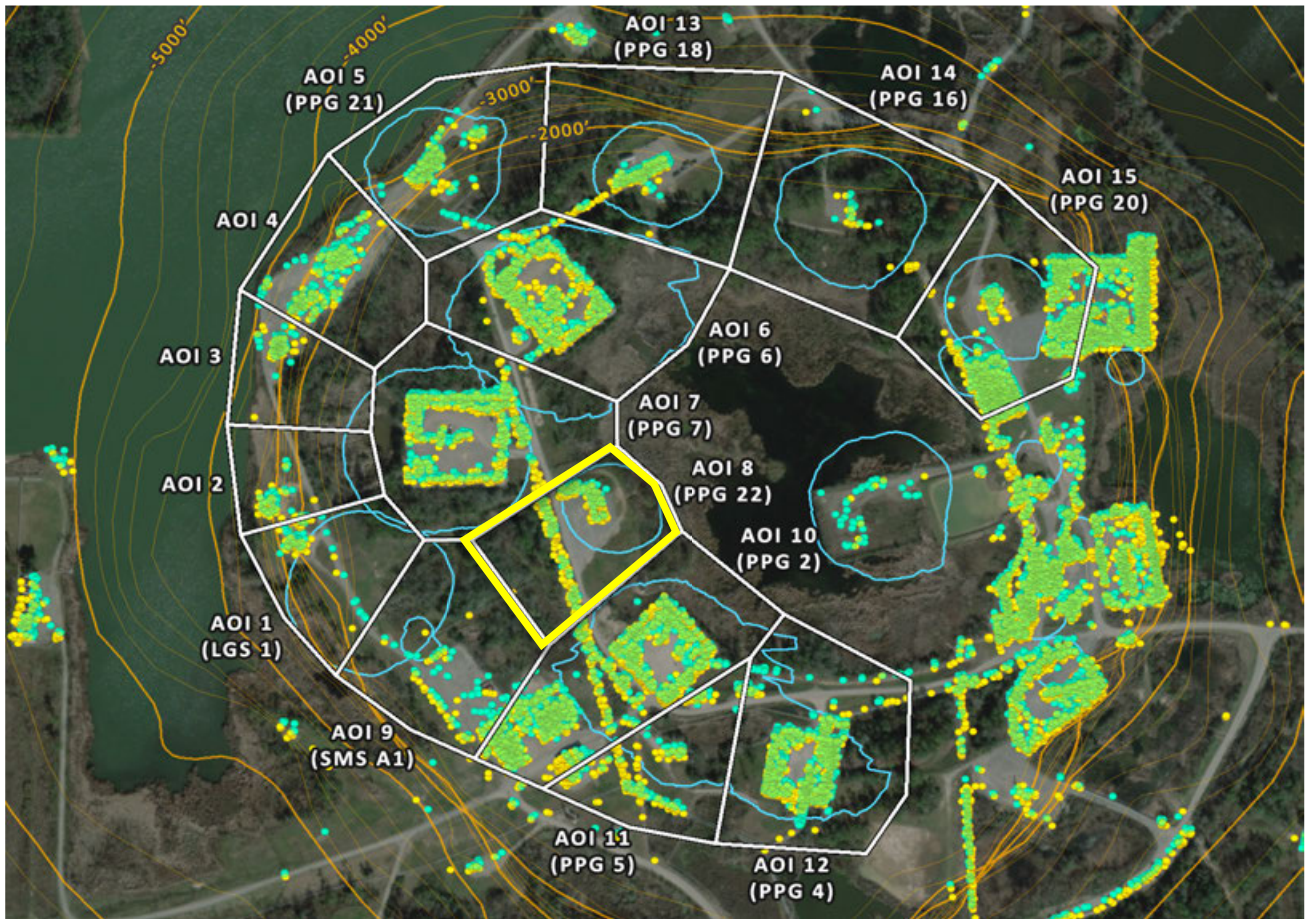 -5000'
-4000'
AOI 13
(PPG 18)
AOI 5
(PPG 21)
AOI 14
(PPG 16)
-3000'
-2000'
AOI 15
(PPG 20)
AOI 4
AOI 3
AOI 6
(PPG 6)
AOI 7
(PPG 7)
AOI 2
AOI 8
(PPG 22)
AOI 10
(PPG 2)
AOI 1
(LGS 1)
AOI 9
(SMS A1)
AOI 11
(PPG 5)
AOI 12
(PPG 4)